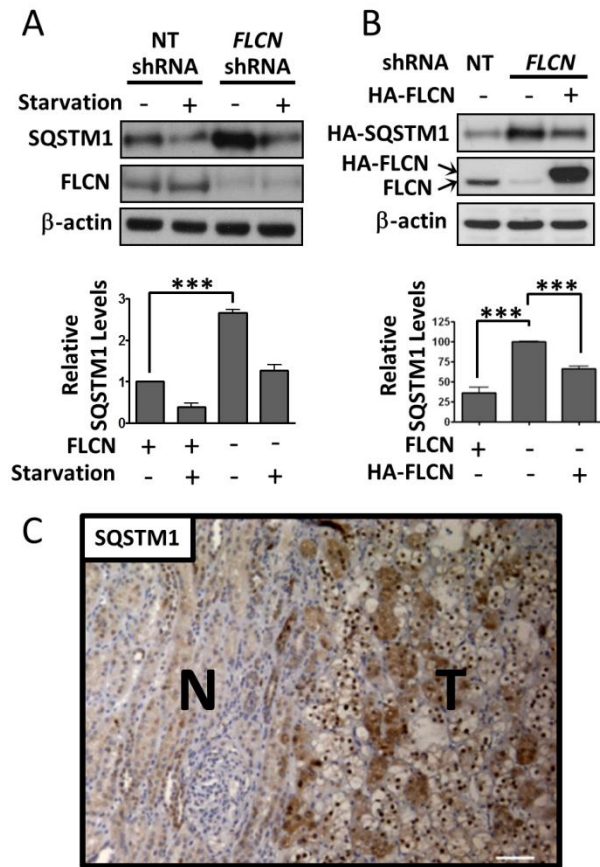 A
NT FLCN
shRNA shRNA
Starvation - + - +
SQSTM1
FLCN
β-actin
***
Relative
SQSTM1 Levels
3
2
1
0
FLCN + + - -
Starvation - + - +
B
shRNA NT FLCN
HA-FLCN - - +
HA-SQSTM1
HA-FLCN
FLCN
β-actin
*** ***
Relative
SQSTM1 Levels
125
100
75
50
25
0
FLCN + - -
HA-FLCN - - +
C
SQSTM1
N T